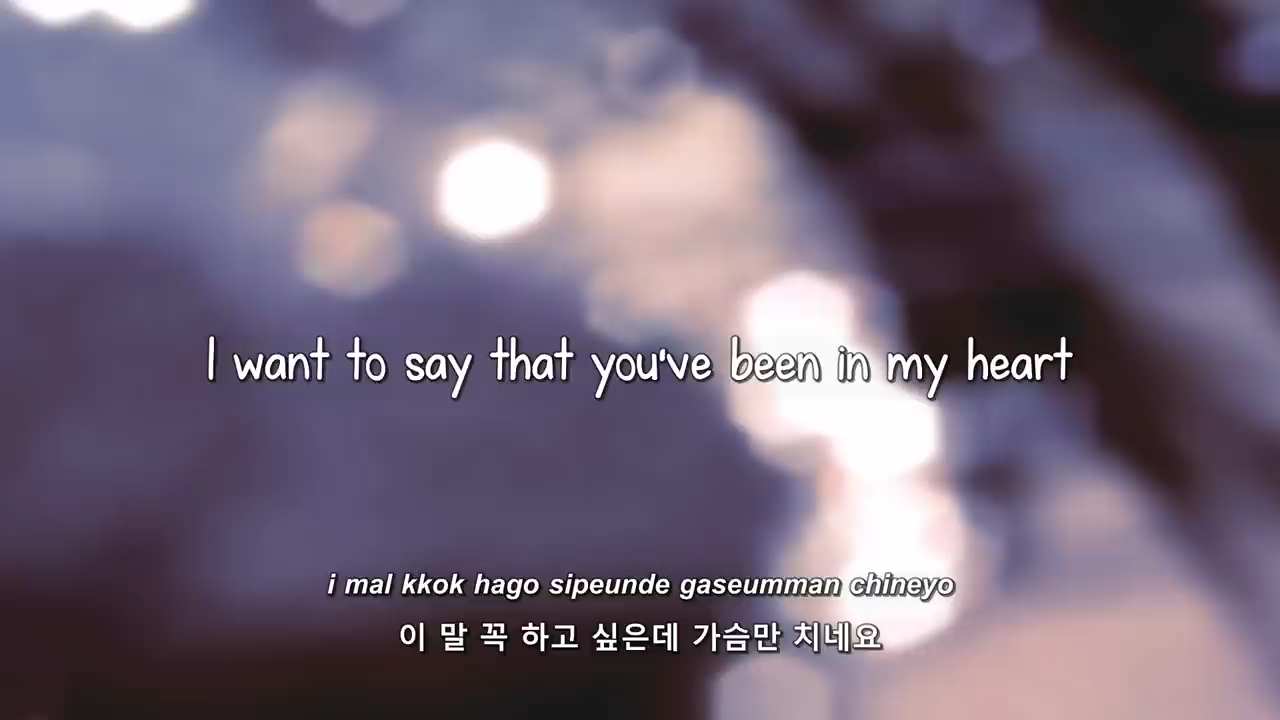 I want to say that you've been in my heart
i mal kkok hago sipeunde gaseumman chineyo
이 말 꼭 하고 싶은데 가슴만 치네요